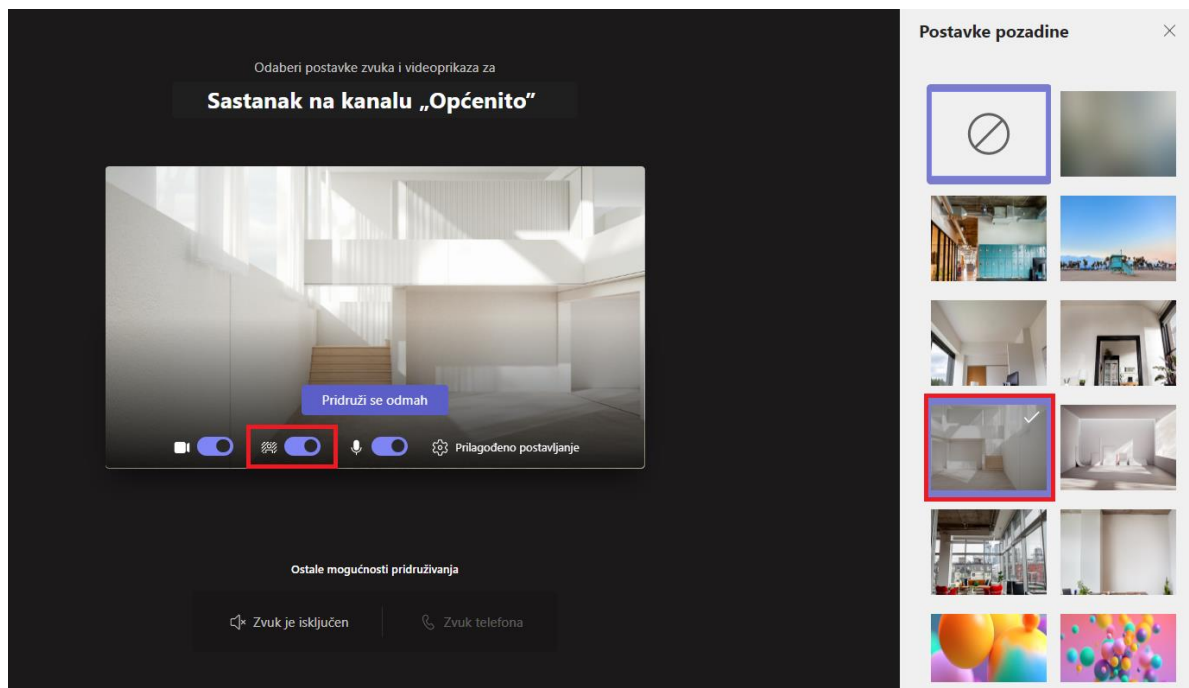 Odaberi postavke zvuka i videoprikaza za
Sastanak na kanalu „Općenito”
Pridruži se odmah
Prilagođeno postavljanje
Ostale mogućnosti pridruživanja
Zvuk je isključen
Zvuk telefona
Postavke pozadine